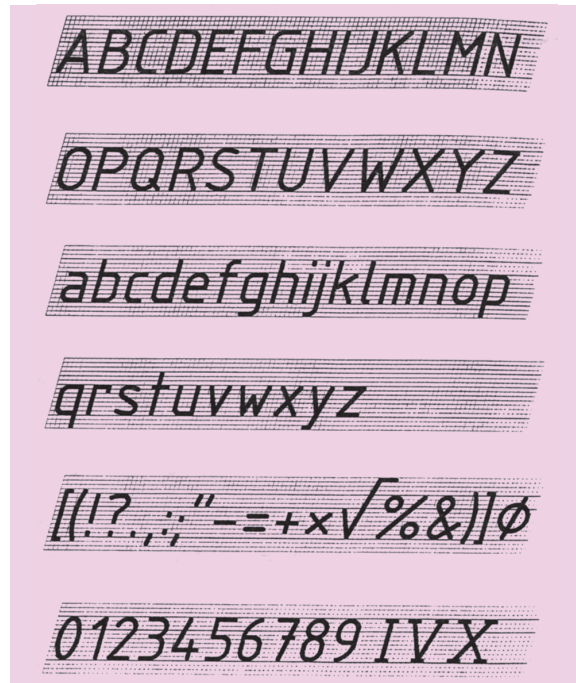 ABCDEFGHIJKLMN
OPQRSTUVWXYZ
abcdefghijklmnop
qrstuvwxyz
[(!?.,:;"-=+×√%&)]Ø
0123456789 IVX